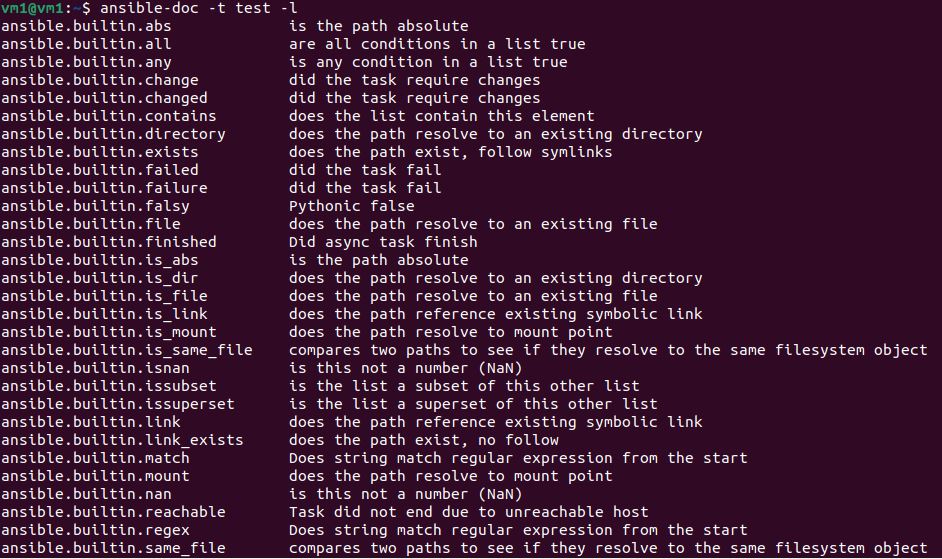 vm1@vm1:~$ ansible-doc -t test -l
ansible.builtin.abs is the path absolute
ansible.builtin.all are all conditions in a list true
ansible.builtin.any is any condition in a list true
ansible.builtin.change did the task require changes
ansible.builtin.changed did the task require changes
ansible.builtin.contains does the list contain this element
ansible.builtin.directory does the path resolve to an existing directory
ansible.builtin.exists does the path exist, follow symlinks
ansible.builtin.failed did the task fail
ansible.builtin.failure did the task fail
ansible.builtin.falsy Pythonic false
ansible.builtin.file does the path resolve to an existing file
ansible.builtin.finished Did async task finish
ansible.builtin.is_abs is the path absolute
ansible.builtin.is_dir does the path resolve to an existing directory
ansible.builtin.is_file does the path resolve to an existing file
ansible.builtin.is_link does the path reference existing symbolic link
ansible.builtin.is_mount does the path resolve to mount point
ansible.builtin.is_same_file compares two paths to see if they resolve to the same filesystem object
ansible.builtin.isnan is this not a number (NaN)
ansible.builtin.issubset is the list a subset of this other list
ansible.builtin.issuperset is the list a superset of this other list
ansible.builtin.link does the path reference existing symbolic link
ansible.builtin.link_exists does the path exist, no follow
ansible.builtin.match Does string match regular expression from the start
ansible.builtin.mount does the path resolve to mount point
ansible.builtin.nan is this not a number (NaN)
ansible.builtin.reachable Task did not end due to unreachable host
ansible.builtin.regex Does string match regular expression from the start
ansible.builtin.same_file compares two paths to see if they resolve to the same filesystem object